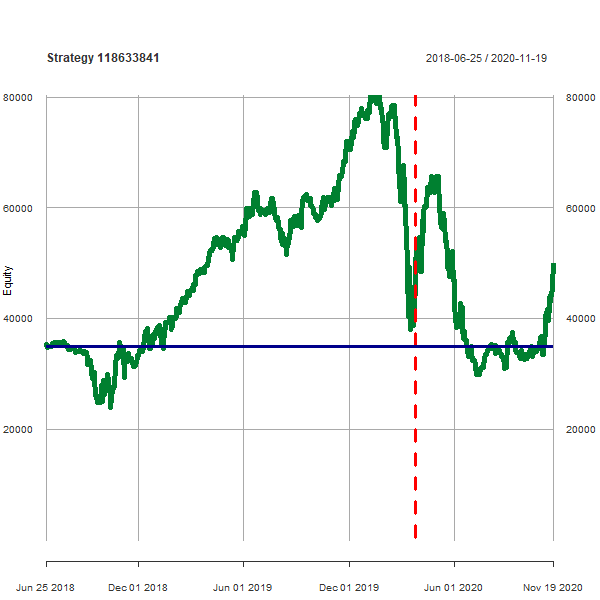 Strategy 118633841
2018-06-25 / 2020-11-19
80000
80000
60000
60000
Equity
40000
40000
20000
20000
Jun 25 2018
Dec 01 2018
Jun 01 2019
Dec 01 2019
Jun 01 2020
Nov 19 2020